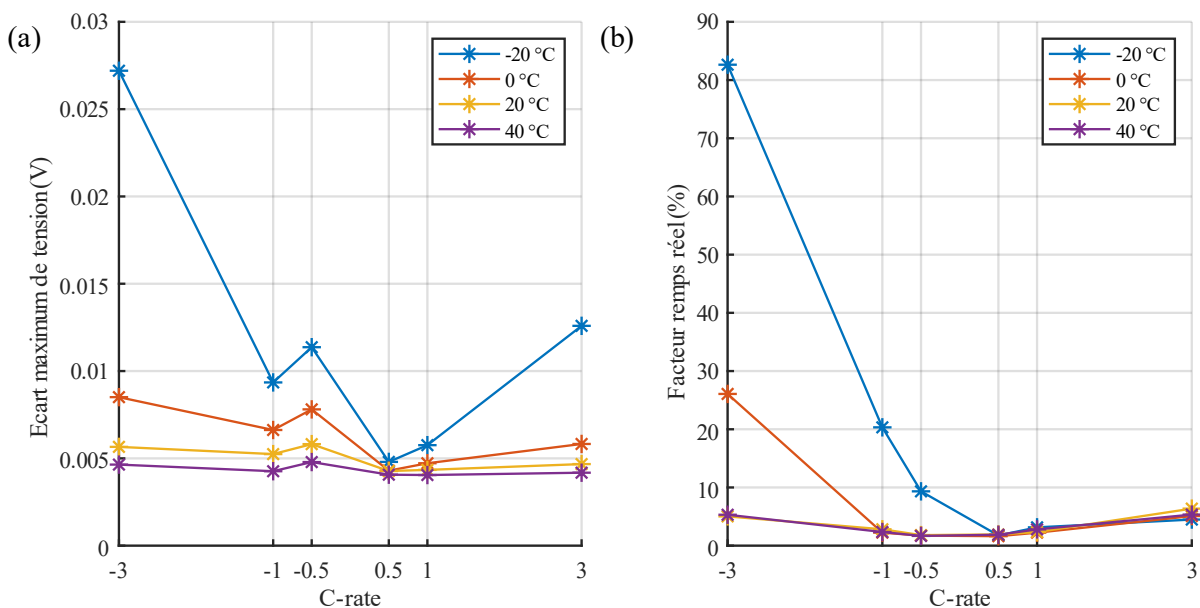 (a)
Ecart maximum de tension (V)
0.03
0.025
0.02
0.015
0.01
0.005
0
-3
-1
-0.5
0.5
1
3
C-rate
-20 °C
0 °C
20 °C
40 °C
(b)
Facteur remps réel (%)
90
80
70
60
50
40
30
20
10
0
-3
-1
-0.5
0.5
1
3
C-rate
-20 °C
0 °C
20 °C
40 °C